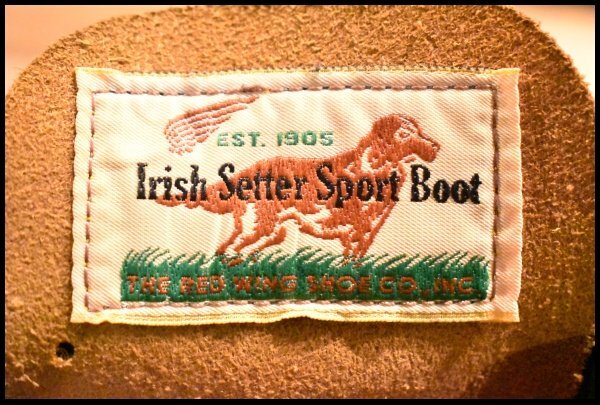 EST. 1905
Irish Setter Sport Boot
THE RED WING SHOE CO., INC.